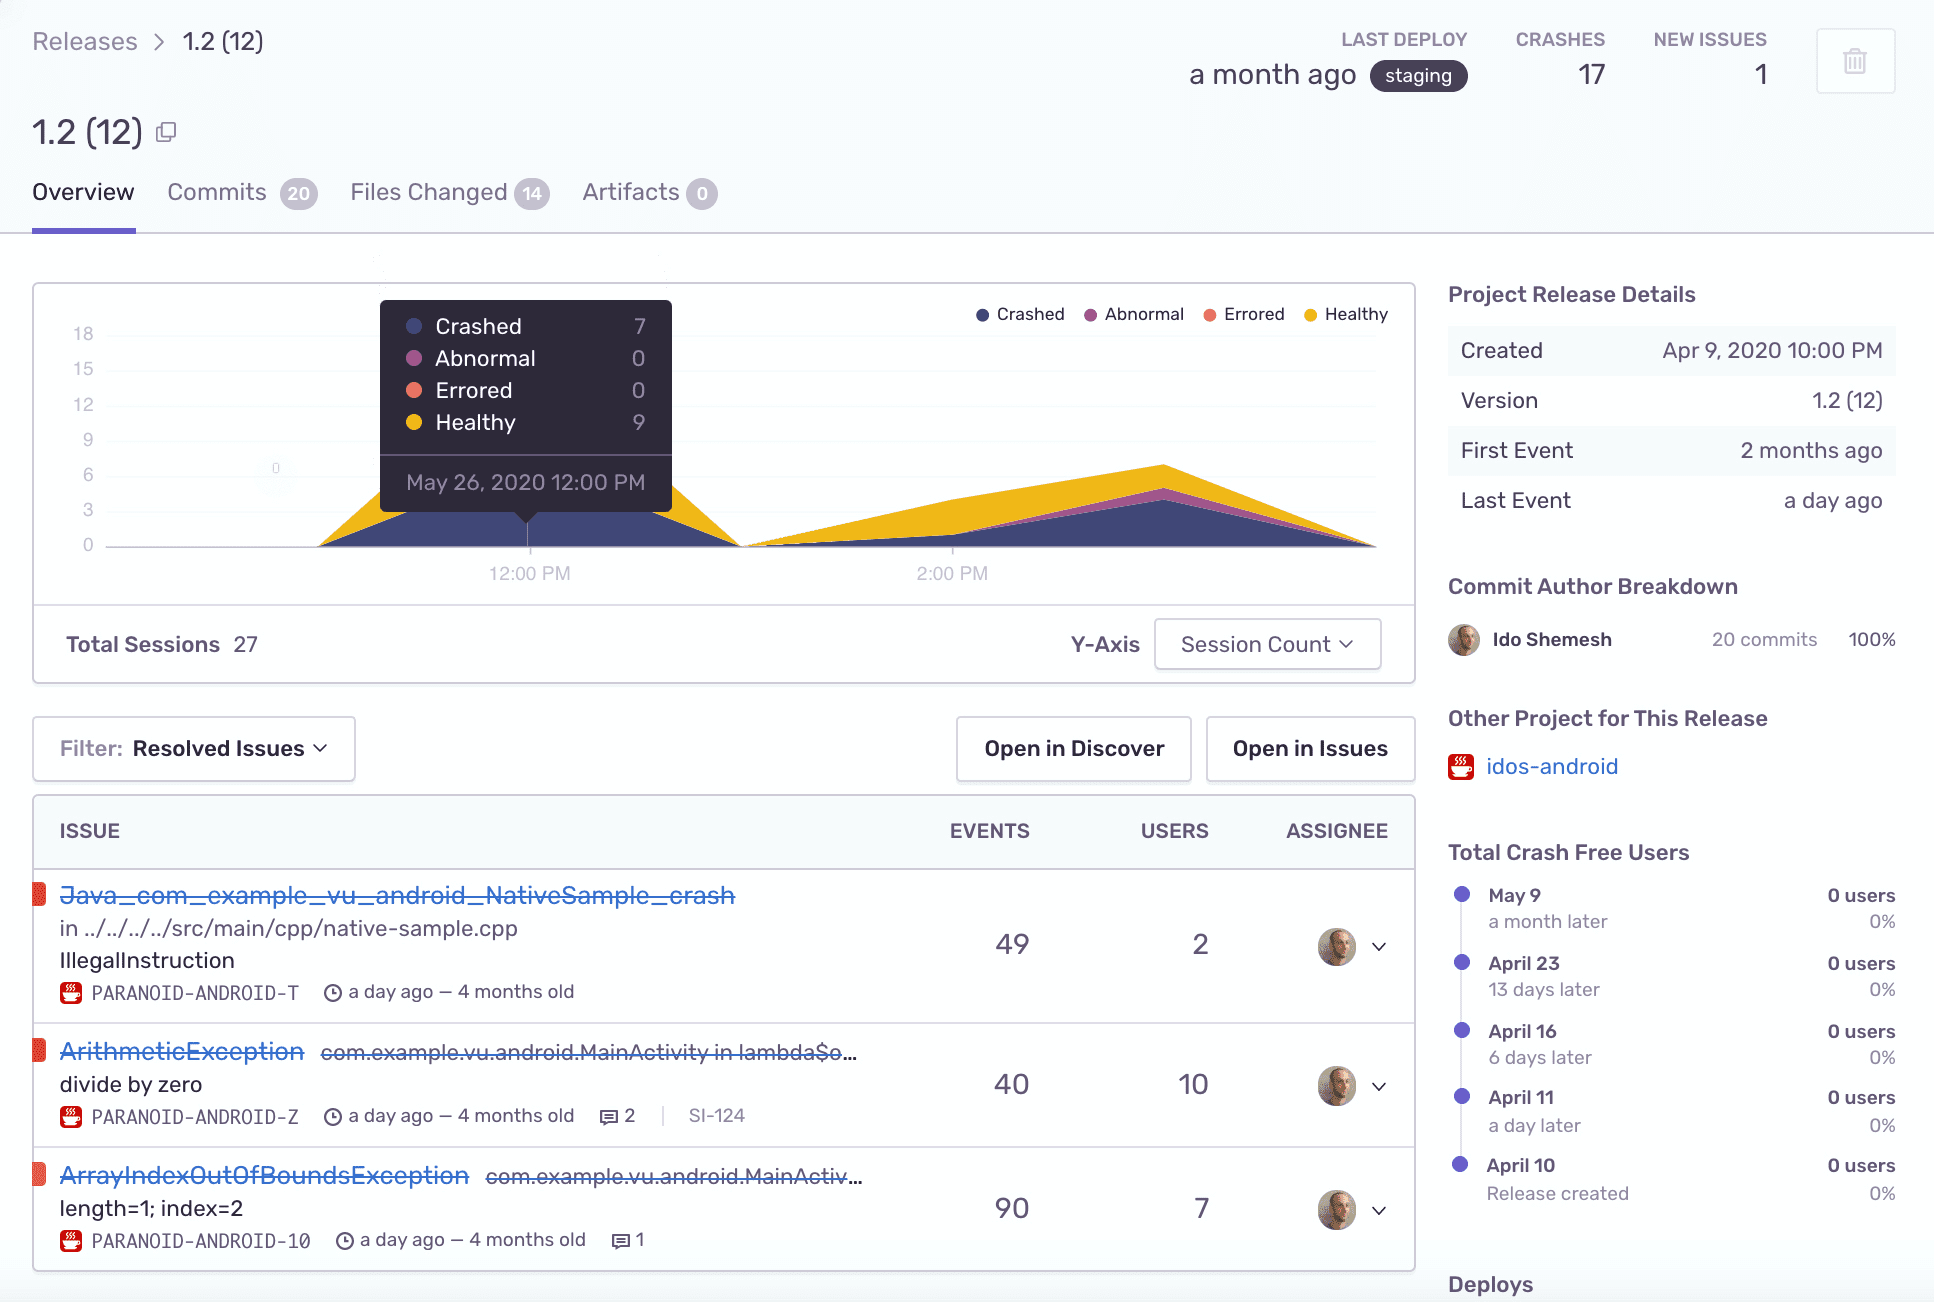 Releases > 1.2 (12)
LAST DEPLOY CRASHES NEW ISSUES
a month ago staging 17 1
1.2 (12)
Overview Commits 20 Files Changed 14 Artifacts 0
Crashed Abnormal Errored Healthy
18
15
12
9
6
3
0
0
Crashed 7
Abnormal 0
Errored 0
Healthy 9
May 26, 2020 12:00 PM
12:00 PM 2:00 PM
Total Sessions 27
Y-Axis Session Count
Filter: Resolved Issues
Open in Discover Open in Issues
ISSUE EVENTS USERS ASSIGNEE
Java_com_example_vu_android_NativeSample_crash
in ../../../../src/main/cpp/native-sample.cpp
IllegalInstruction
PARANOID-ANDROID-T a day ago — 4 months old
49 2
ArithmeticException com.example.vu.android.MainActivity in lambda$o...
divide by zero
PARANOID-ANDROID-Z a day ago — 4 months old 2 | SI-124
40 10
ArrayIndexOutOfBoundsException com.example.vu.android.MainActiv...
length=1; index=2
PARANOID-ANDROID-10 a day ago — 4 months old 1
90 7
Project Release Details
Created Apr 9, 2020 10:00 PM
Version 1.2 (12)
First Event 2 months ago
Last Event a day ago
Commit Author Breakdown
Ido Shemesh 20 commits 100%
Other Project for This Release
idos-android
Total Crash Free Users
May 9 0 users
a month later 0%
April 23 0 users
13 days later 0%
April 16 0 users
6 days later 0%
April 11 0 users
a day later 0%
April 10 0 users
Release created 0%
Deploys